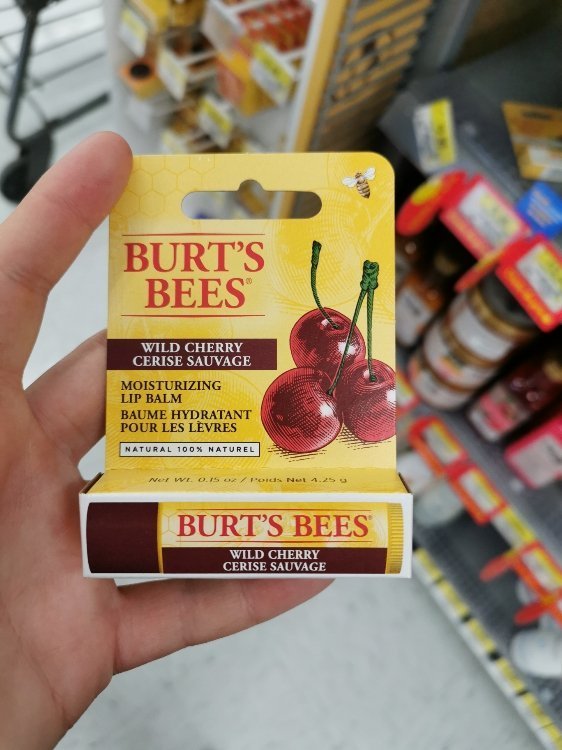 BURT'S
BEES®
WILD CHERRY
CERISE SAUVAGE
MOISTURIZING
LIP BALM
BAUME HYDRATANT
POUR LES LÈVRES
NATURAL 100% NATUREL
Net Wt. 0.15 oz / Poids Net 4.25 g
BURT'S BEES®
WILD CHERRY
CERISE SAUVAGE